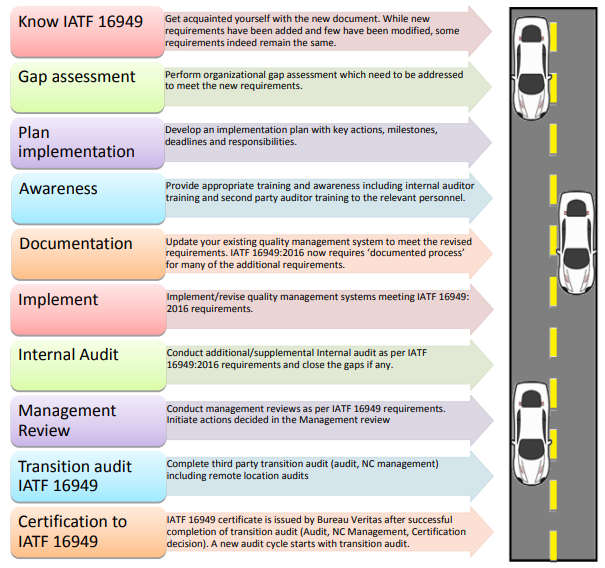 Know IATF 16949
Get acquainted yourself with the new document. While new
requirements have been added and few have been modified, some
requirements indeed remain the same.
Gap assessment
Perform organizational gap assessment which need to be addressed
to meet the new requirements.
Plan
implementation
Develop an implementation plan with key actions, milestones,
deadlines and responsibilities.
Awareness
Provide appropriate training and awareness including internal auditor
training and second party auditor training to the relevant personnel.
Documentation
Update your existing quality management system to meet the revised
requirements. IATF 16949:2016 now requires ‘documented process’
for many of the additional requirements.
Implement
Implement/revise quality management systems meeting IATF 16949:
2016 requirements.
Internal Audit
Conduct additional/supplemental Internal audit as per IATF
16949:2016 requirements and close the gaps if any.
Management
Review
Conduct management reviews as per IATF 16949 requirements.
Initiate actions decided in the Management review
Transition audit
IATF 16949
Complete third party transition audit (audit, NC management)
including remote location audits
Certification to
IATF 16949
IATF 16949 certificate is issued by Bureau Veritas after successful
completion of transition audit (Audit, NC Management, Certification
decision). A new audit cycle starts with transition audit.